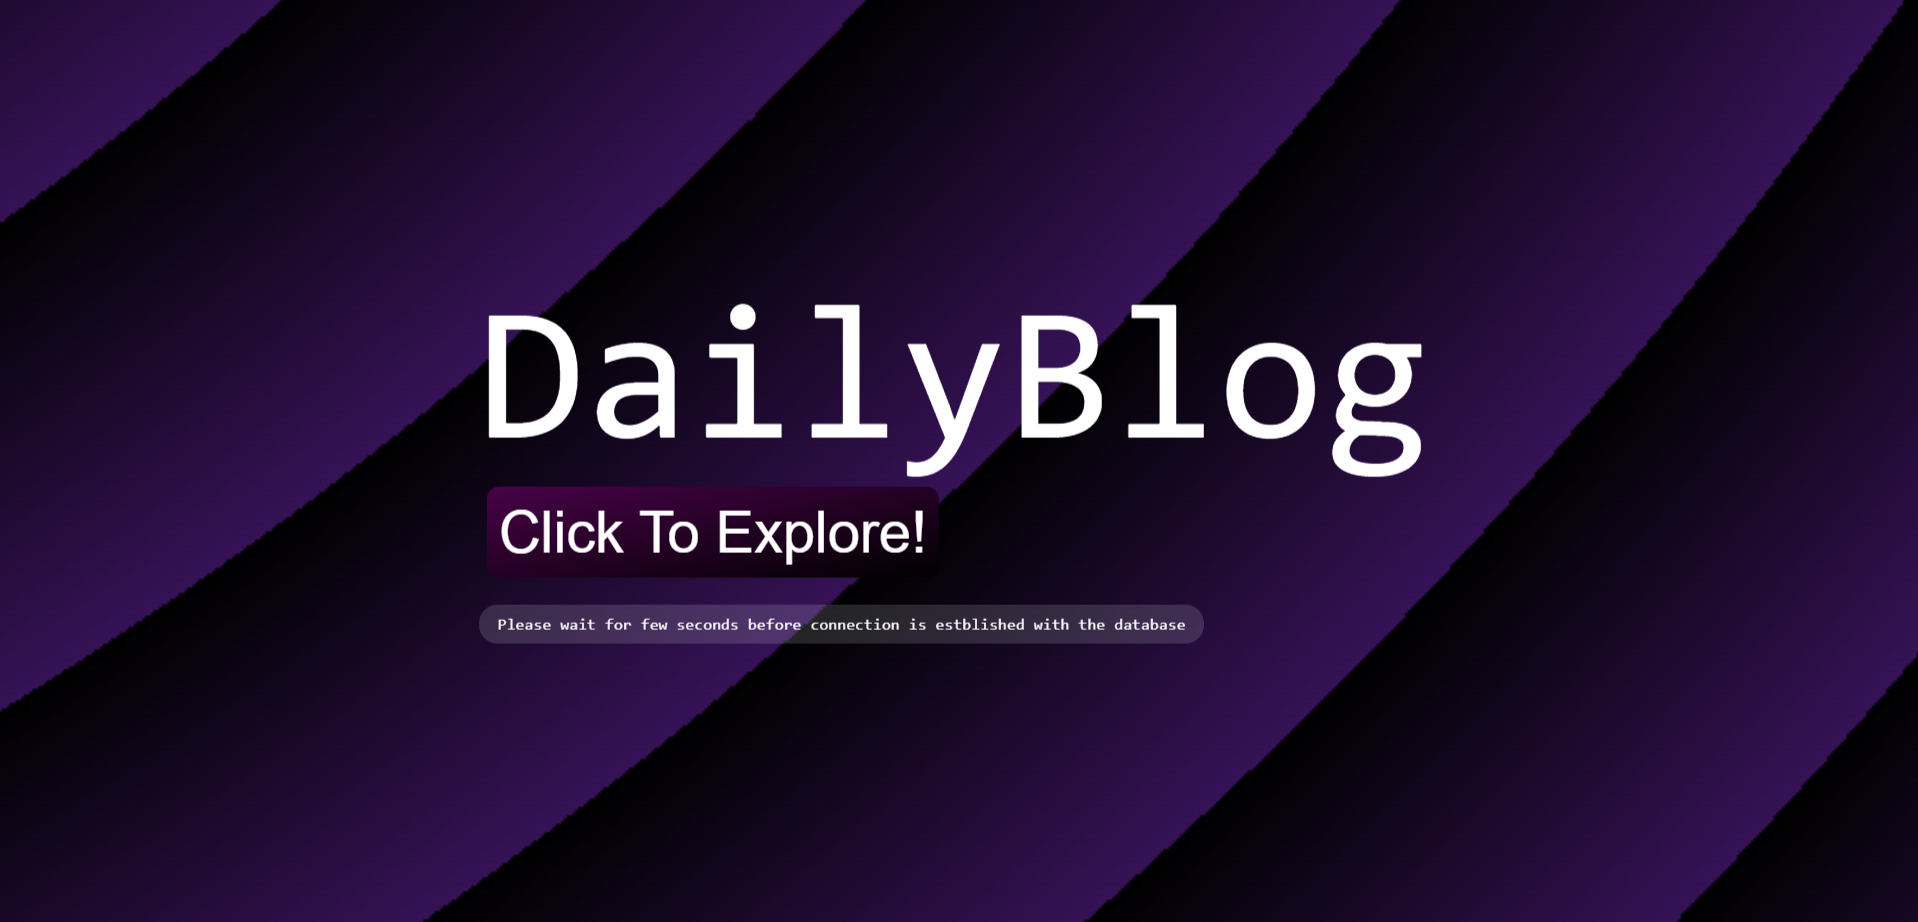 DailyBlog
Click To Explore!
Please wait for few seconds before connection is estblished with the database